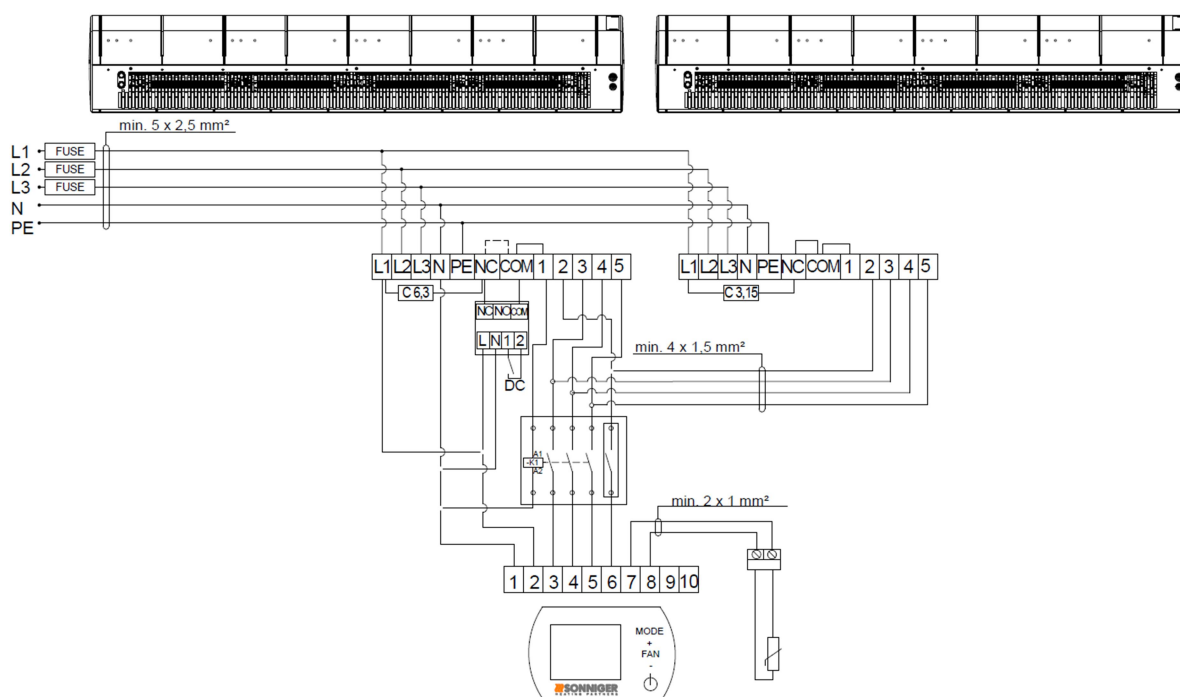 min. 5 x 2,5 mm²
L1 FUSE
L2 FUSE
L3 FUSE
N
PE
L1 L2 L3 N PE NC COM 1 2 3 4 5
L1 L2 L3 N PE NC COM 1 2 3 4 5
C 6,3
C 3,15
NC NO COM
L N 1 2
DC
min. 4 x 1,5 mm²
A1
-K1
A2
min. 2 x 1 mm²
1 2 3 4 5 6 7 8 9 10
MODE
+
FAN
-
SONNIGER
HEATING PARTNERS